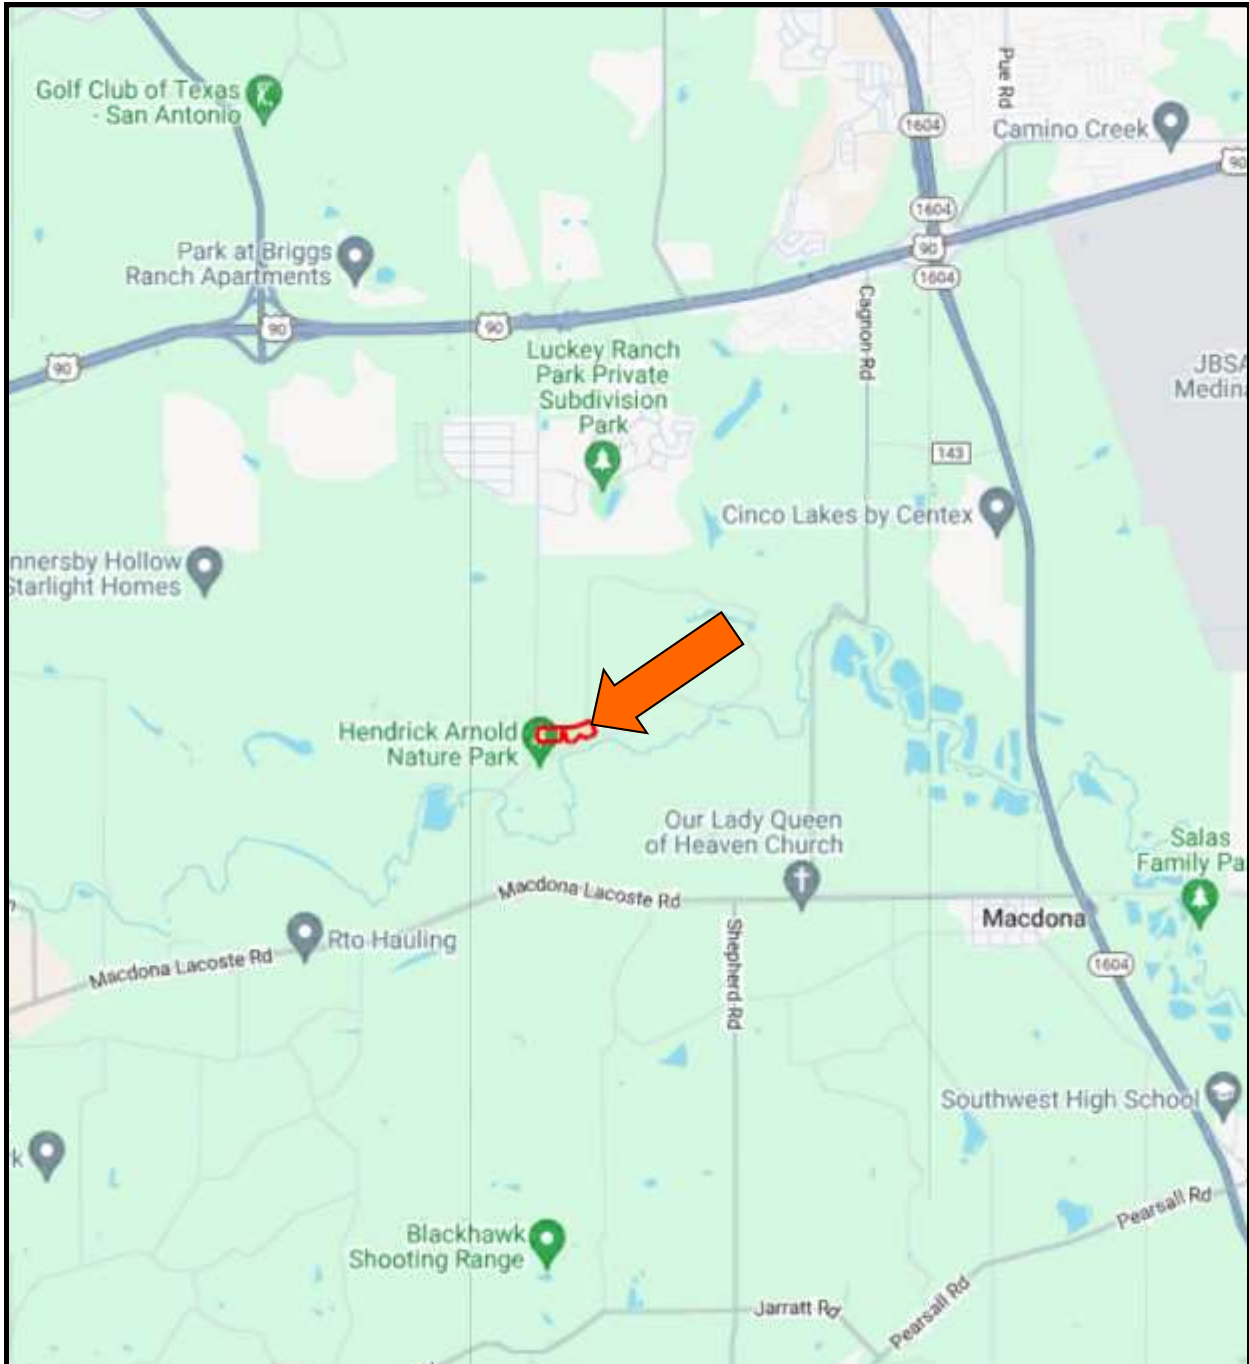 Golf Club of Texas
- San Antonio
Pue Rd
1604
Camino Creek
90
1604
Park at Briggs
Ranch Apartments
90
1604
90
90
90
Cagnon Rd
Luckey Ranch
Park Private
Subdivision
Park
JBSA
Medina
143
Cinco Lakes by Centex
nnersby Hollow
Starlight Homes
Hendrick Arnold
Nature Park
Our Lady Queen
of Heaven Church
Salas
Family Pa
Macdona Lacoste Rd
Macdona
Rto Hauling
Shepherd Rd
Macdona Lacoste Rd
1604
Southwest High School
k
Pearsall Rd
Blackhawk
Shooting Range
Jarratt Rd
Pearsall Rd